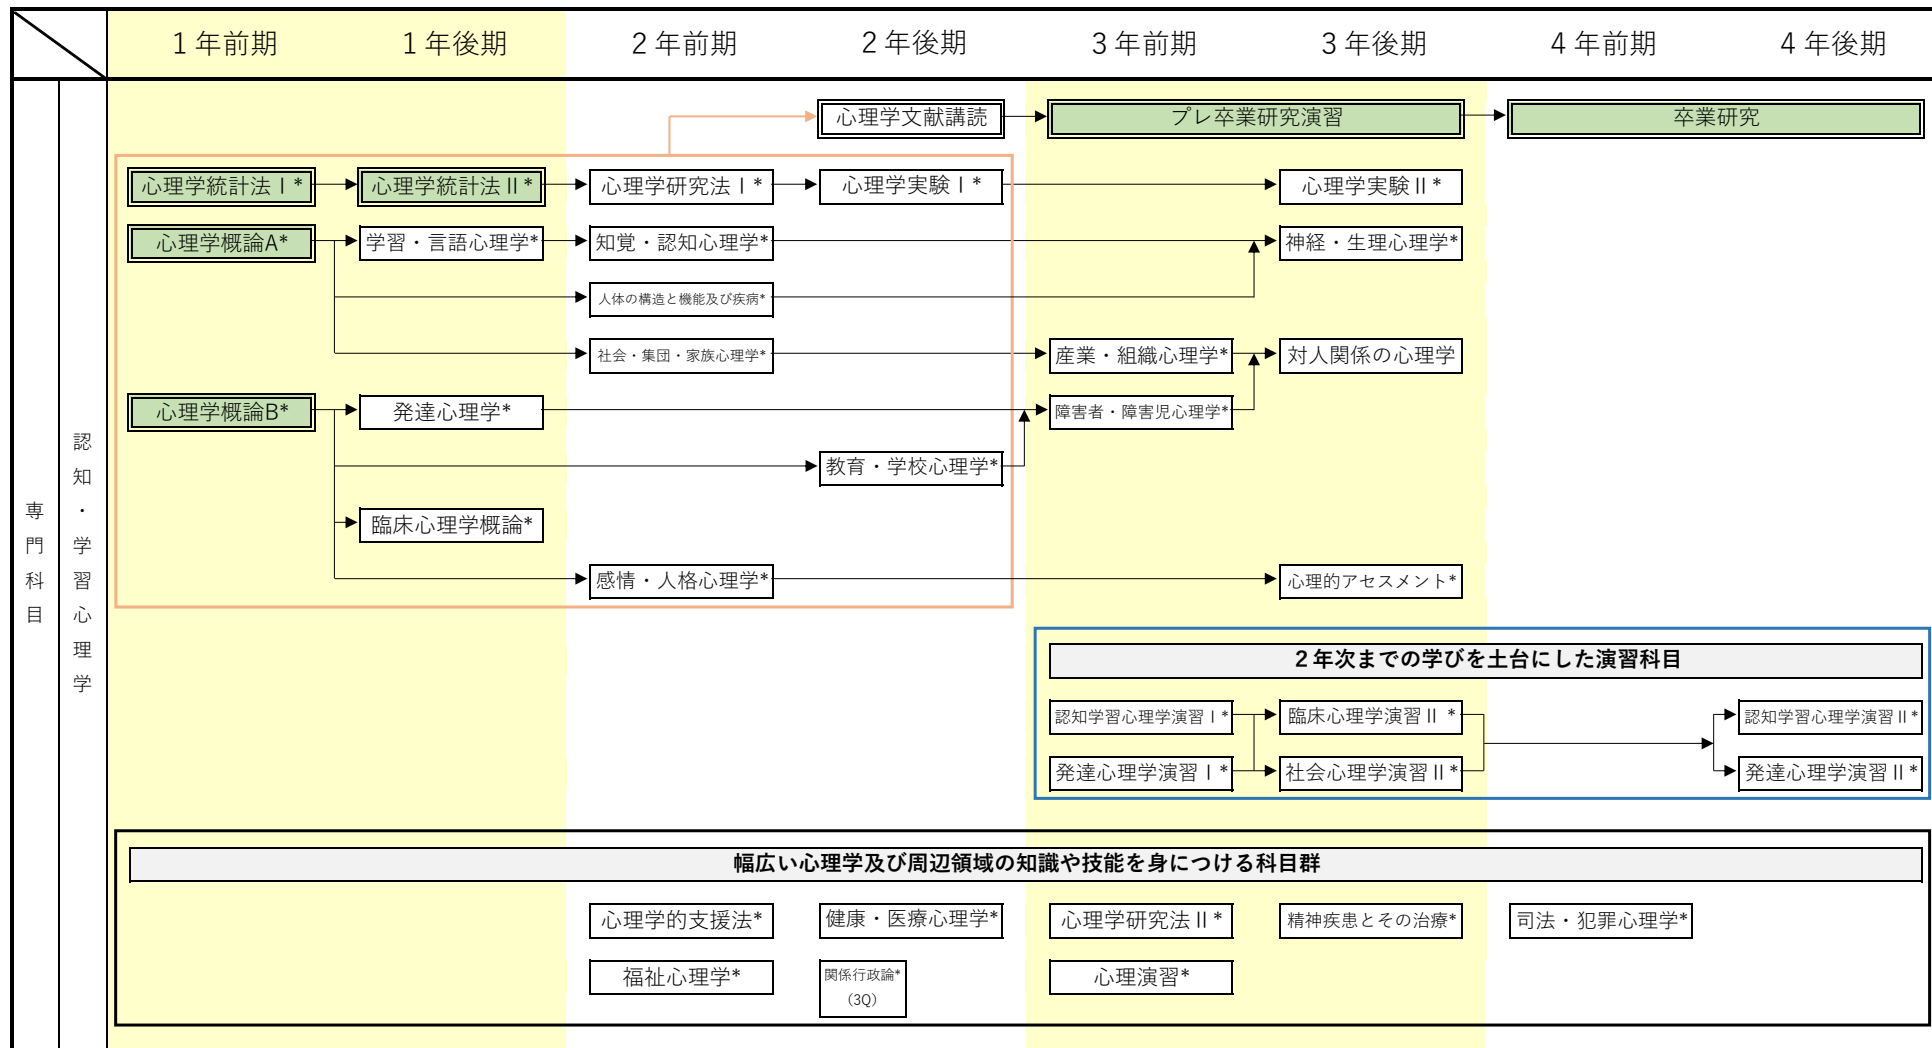 1年前期 1年後期 2年前期 2年後期 3年前期 3年後期 4年前期 4年後期
専門科目
認知・学習心理学
心理学文献講読 プレ卒業研究演習 卒業研究
心理学統計法Ⅰ* 心理学統計法Ⅱ* 心理学研究法Ⅰ* 心理学実験Ⅰ* 心理学実験Ⅱ*
心理学概論A* 学習・言語心理学* 知覚・認知心理学* 神経・生理心理学*
人体の構造と機能及び疾病*
社会・集団・家族心理学* 産業・組織心理学* 対人関係の心理学
心理学概論B* 発達心理学* 障害者・障害児心理学*
教育・学校心理学*
臨床心理学概論*
感情・人格心理学* 心理的アセスメント*
2年次までの学びを土台にした演習科目
認知学習心理学演習Ⅰ* 臨床心理学演習Ⅱ * 認知学習心理学演習Ⅱ*
発達心理学演習Ⅰ* 社会心理学演習Ⅱ* 発達心理学演習Ⅱ*
幅広い心理学及び周辺領域の知識や技能を身につける科目群
心理学的支援法* 健康・医療心理学* 心理学研究法Ⅱ* 精神疾患とその治療* 司法・犯罪心理学*
福祉心理学* 関係行政論* 心理演習*
（3Q）